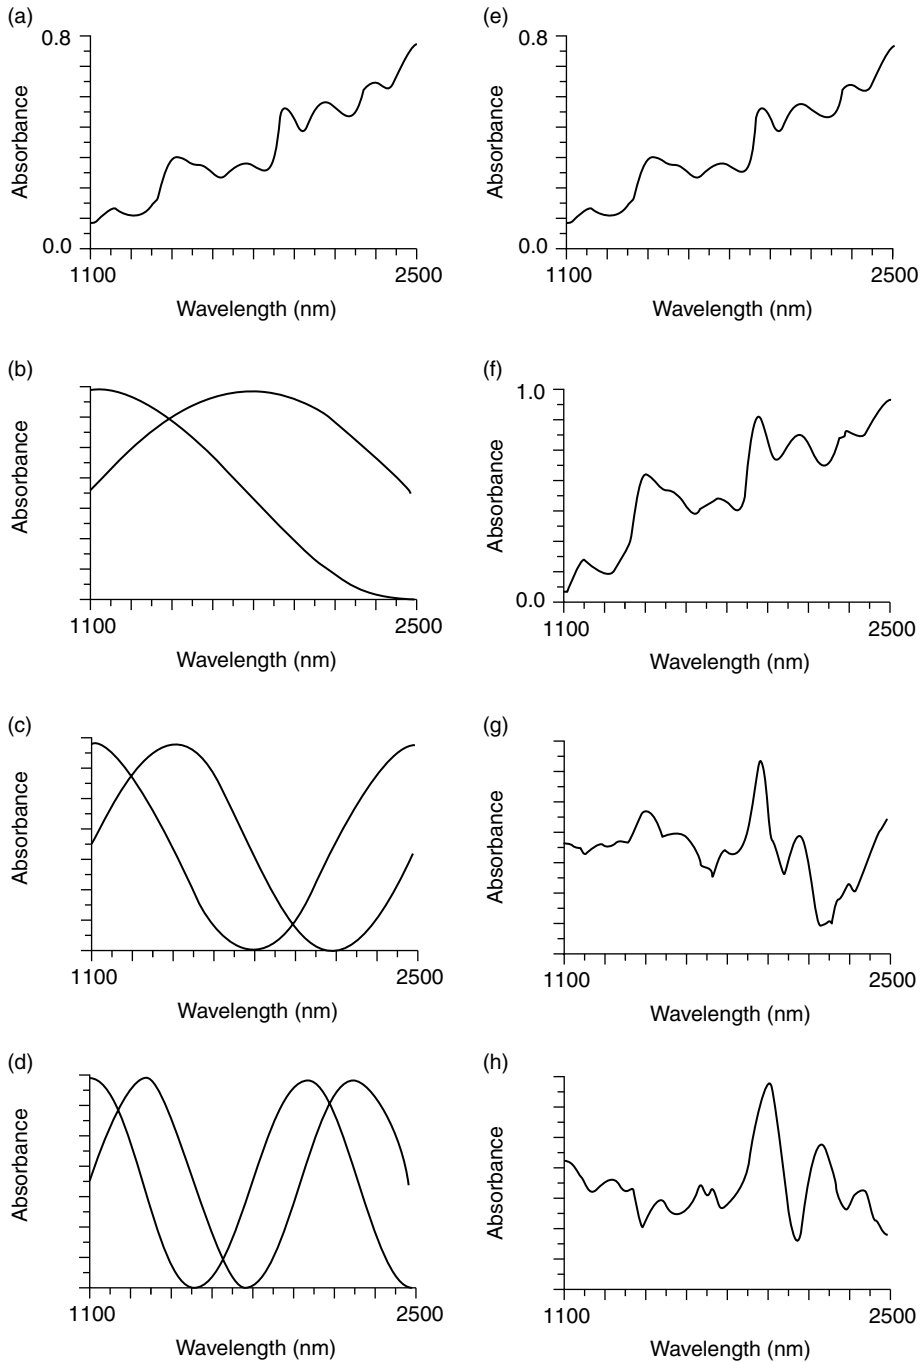 (a)
0.8
Absorbance
0.0
1100 2500
Wavelength (nm)
(e)
0.8
Absorbance
0.0
1100 2500
Wavelength (nm)
(b)
Absorbance
1100 2500
Wavelength (nm)
(f)
1.0
Absorbance
0.0
1100 2500
Wavelength (nm)
(c)
Absorbance
1100 2500
Wavelength (nm)
(g)
Absorbance
1100 2500
Wavelength (nm)
(d)
Absorbance
1100 2500
Wavelength (nm)
(h)
Absorbance
1100 2500
Wavelength (nm)